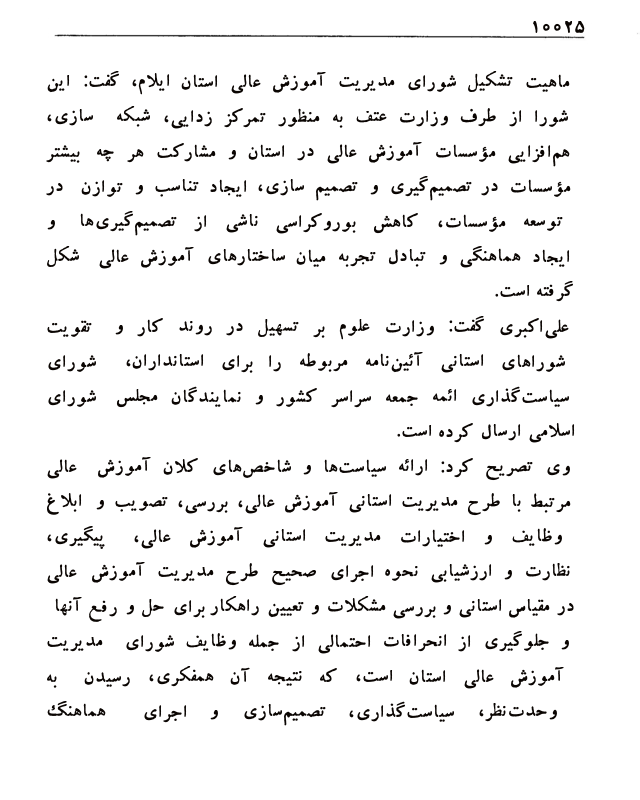 ۱۰۰۲۵
ماهیت تشکیل شورای مدیریت آموزش عالی استان ایلام، گفت: این
شورا از طرف وزارت عتف به منظور تمرکز زدایی، شبکه سازی،
هم‌افزایی مؤسسات آموزش عالی در استان و مشارکت هر چه بیشتر
مؤسسات در تصمیم‌گیری و تصمیم سازی، ایجاد تناسب و توازن در
توسعه مؤسسات، کاهش بوروکراسی ناشی از تصمیم‌گیری‌ها و
ایجاد هماهنگی و تبادل تجربه میان ساختارهای آموزش عالی شکل
گرفته است.
علی‌اکبری گفت: وزارت علوم بر تسهیل در روند کار و تقویت
شوراهای استانی آئین‌نامه مربوطه را برای استانداران، شورای
سیاست‌گذاری ائمه جمعه سراسر کشور و نمایندگان مجلس شورای
اسلامی ارسال کرده است.
وی تصریح کرد: ارائه سیاست‌ها و شاخص‌های کلان آموزش عالی
مرتبط با طرح مدیریت استانی آموزش عالی، بررسی، تصویب و ابلاغ
وظایف و اختیارات مدیریت استانی آموزش عالی، پیگیری،
نظارت و ارزشیابی نحوه اجرای صحیح طرح مدیریت آموزش عالی
در مقیاس استانی و بررسی مشکلات و تعیین راهکار برای حل و رفع آنها
و جلوگیری از انحرافات احتمالی از جمله وظایف شورای مدیریت
آموزش عالی استان است، که نتیجه آن همفکری، رسیدن به
وحدت‌نظر، سیاست‌گذاری، تصمیم‌سازی و اجرای هماهنگ